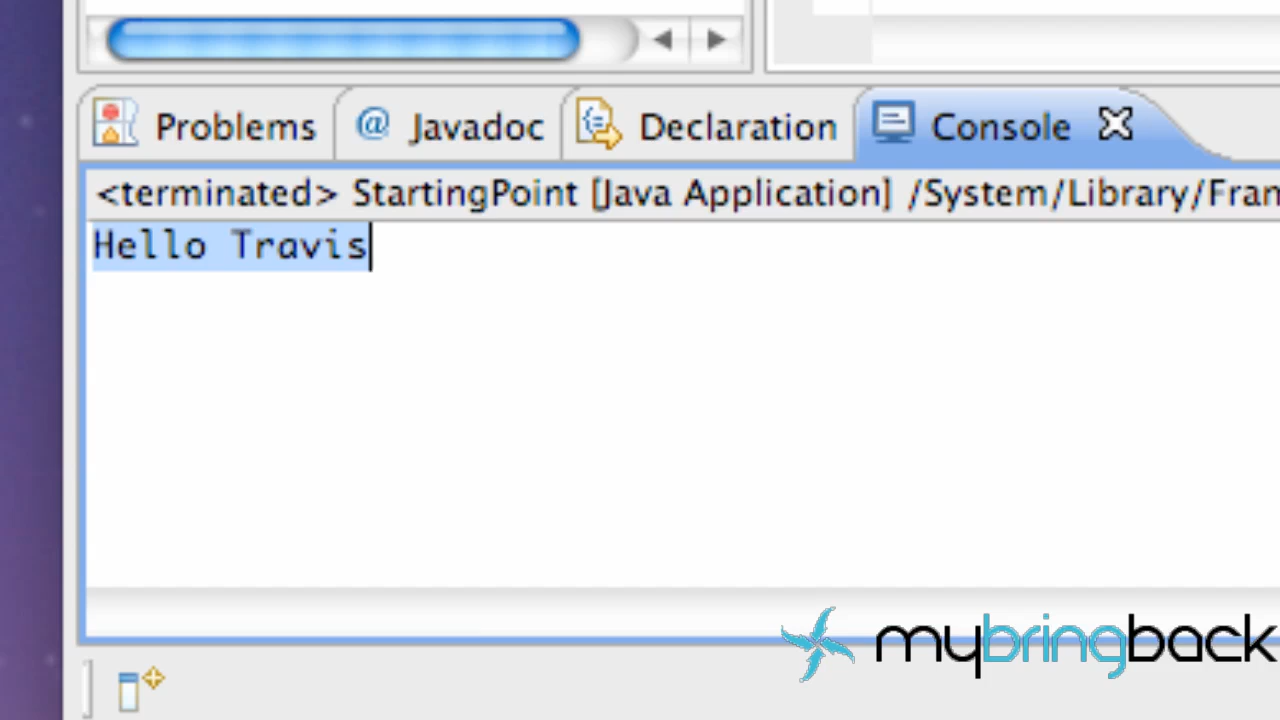 Problems @ Javadoc Declaration Console
<terminated> StartingPoint [Java Application] /System/Library/Fran
Hello Travis
mybringback